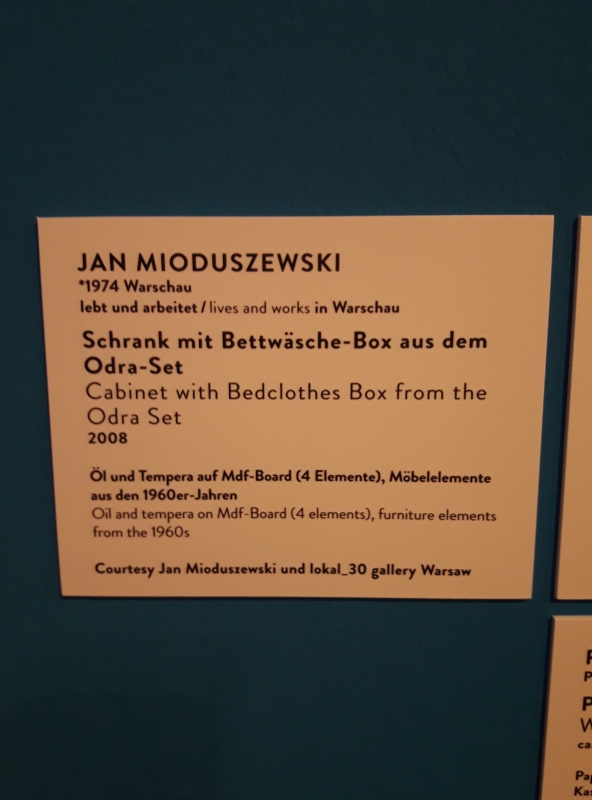 JAN MIODUSZEWSKI
*1974 Warschau
lebt und arbeitet / lives and works in Warschau
Schrank mit Bettwäsche-Box aus dem
Odra-Set
Cabinet with Bedclothes Box from the
Odra Set
2008
Öl und Tempera auf Mdf-Board (4 Elemente), Möbelelemente
aus den 1960er-Jahren
Oil and tempera on Mdf-Board (4 elements), furniture elements
from the 1960s
Courtesy Jan Mioduszewski und lokal_30 gallery Warsaw